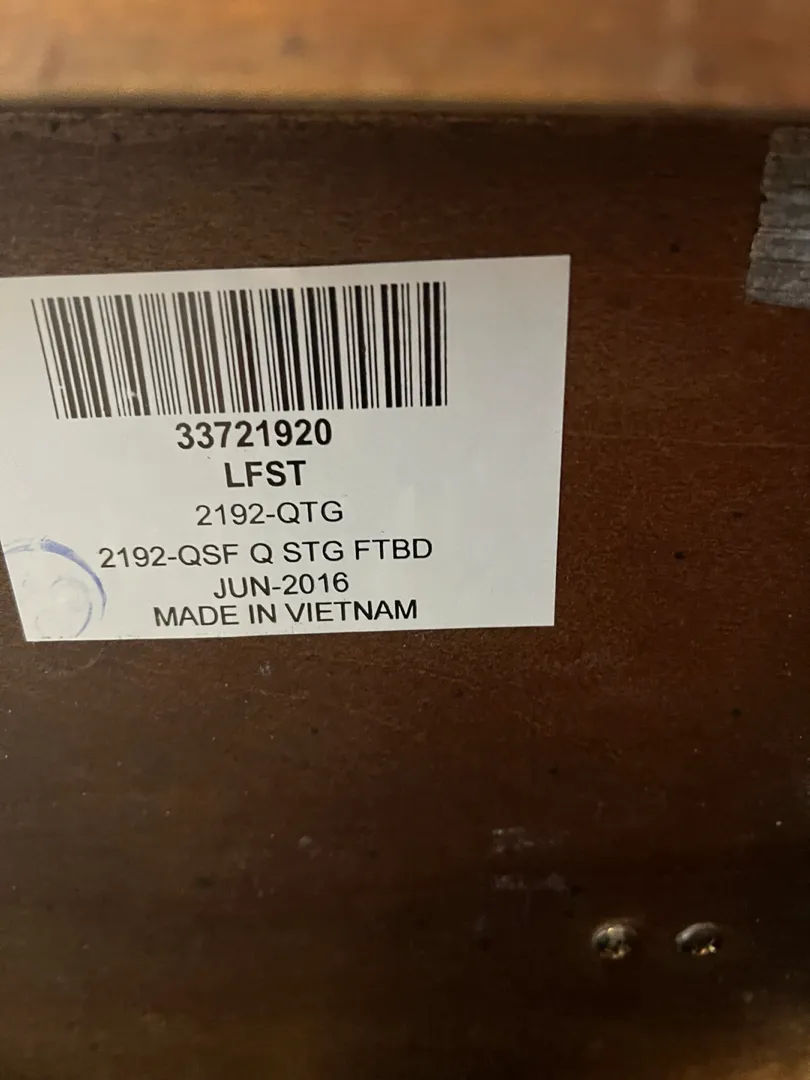 33721920
LFST
2192-QTG
2192-QSF Q STG FTBD
JUN-2016
MADE IN VIETNAM